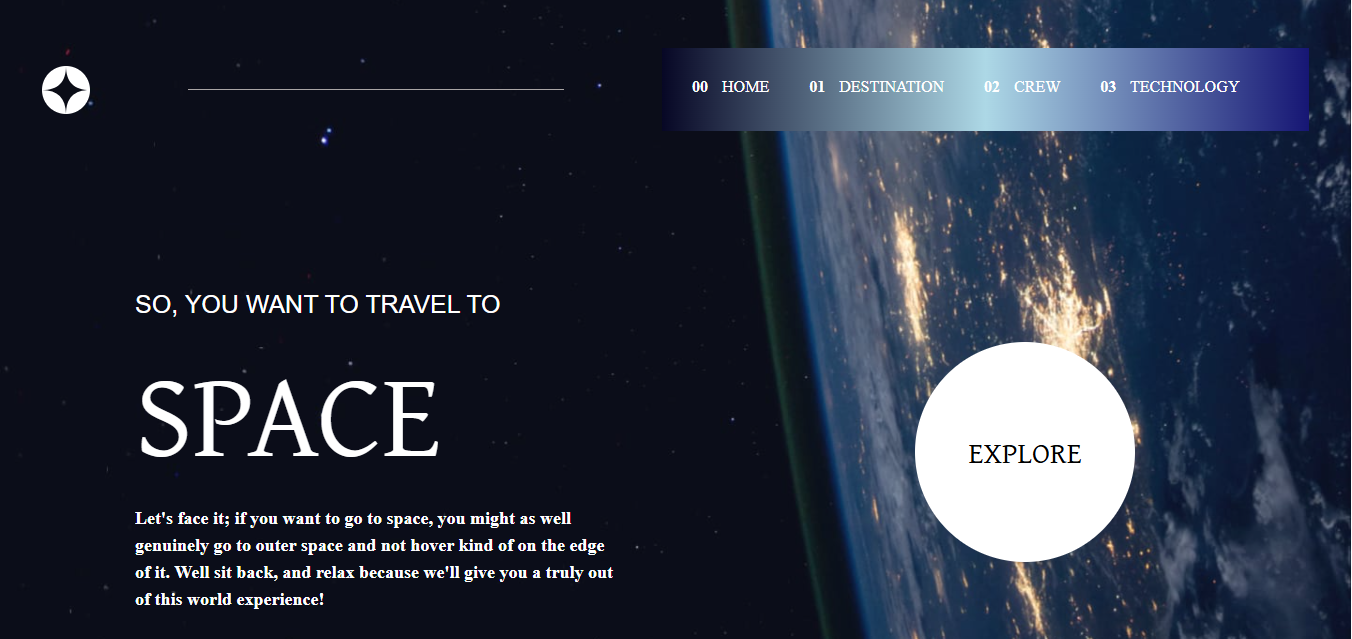 00 HOME 01 DESTINATION 02 CREW 03 TECHNOLOGY
SO, YOU WANT TO TRAVEL TO
SPACE
EXPLORE
Let's face it; if you want to go to space, you might as well
genuinely go to outer space and not hover kind of on the edge
of it. Well sit back, and relax because we'll give you a truly out
of this world experience!